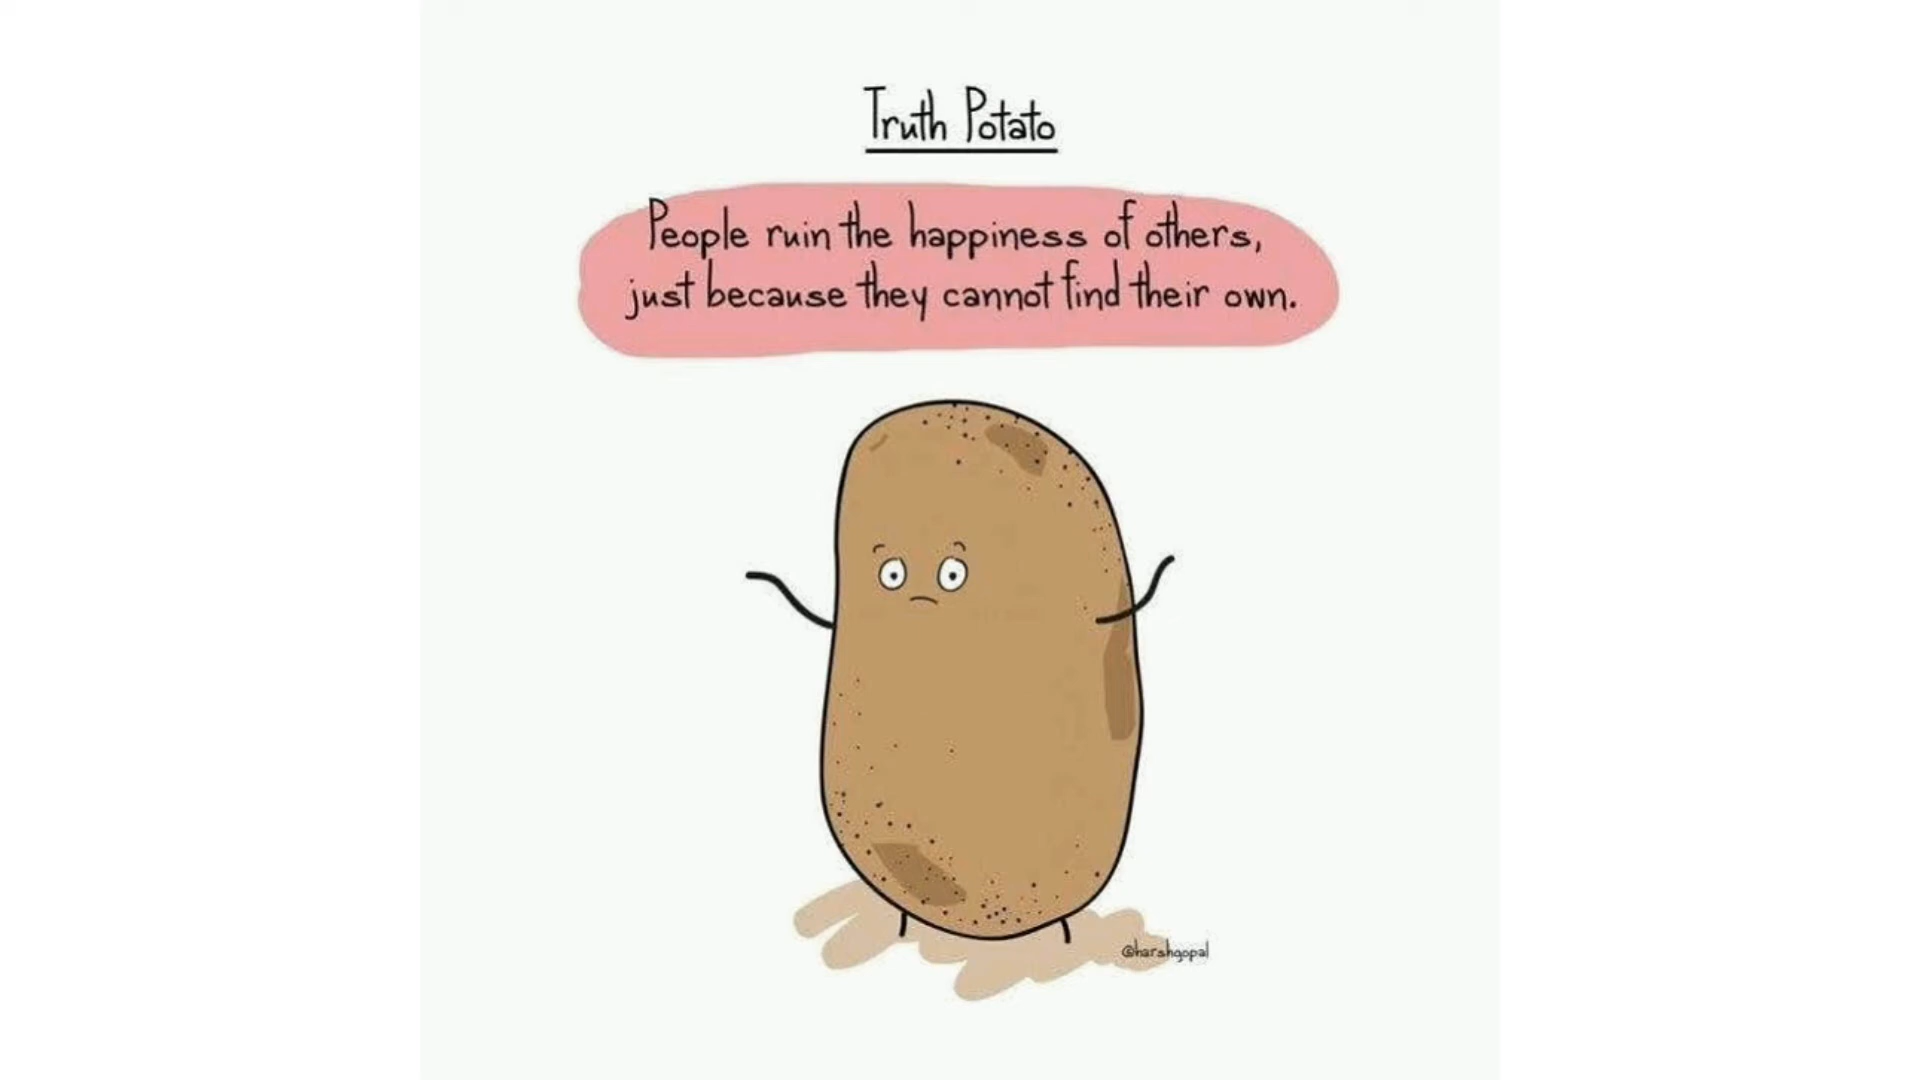 Truth Potato
People ruin the happiness of others,
just because they cannot find their own.
@harshgopal